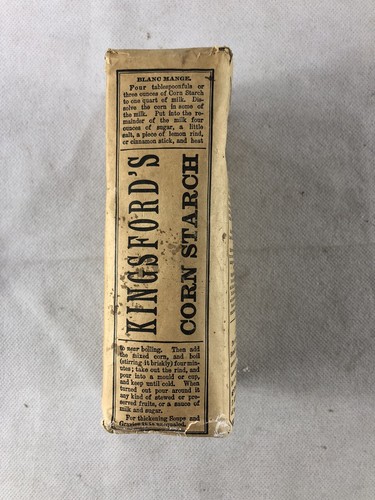 BLANC MANGE.
Four tablespoonfuls or
three ounces of Corn Starch
to one quart of milk. Dis-
solve the corn in some of
the milk. Put into the re-
mainder of the milk four
ounces of sugar, a little
salt, a piece of lemon rind,
or cinnamon stick, and heat
KINGSFORD'S
CORN STARCH
to near boiling. Then add
the mixed corn, and boil
(stirring it briskly) four min-
utes; take out the rind, and
pour into a mould or cup,
and keep until cold. When
turned out pour around it
any kind of stewed or pre-
served fruits, or a sauce of
milk and sugar.
For thickening Soups and
Gravies it is unequaled.